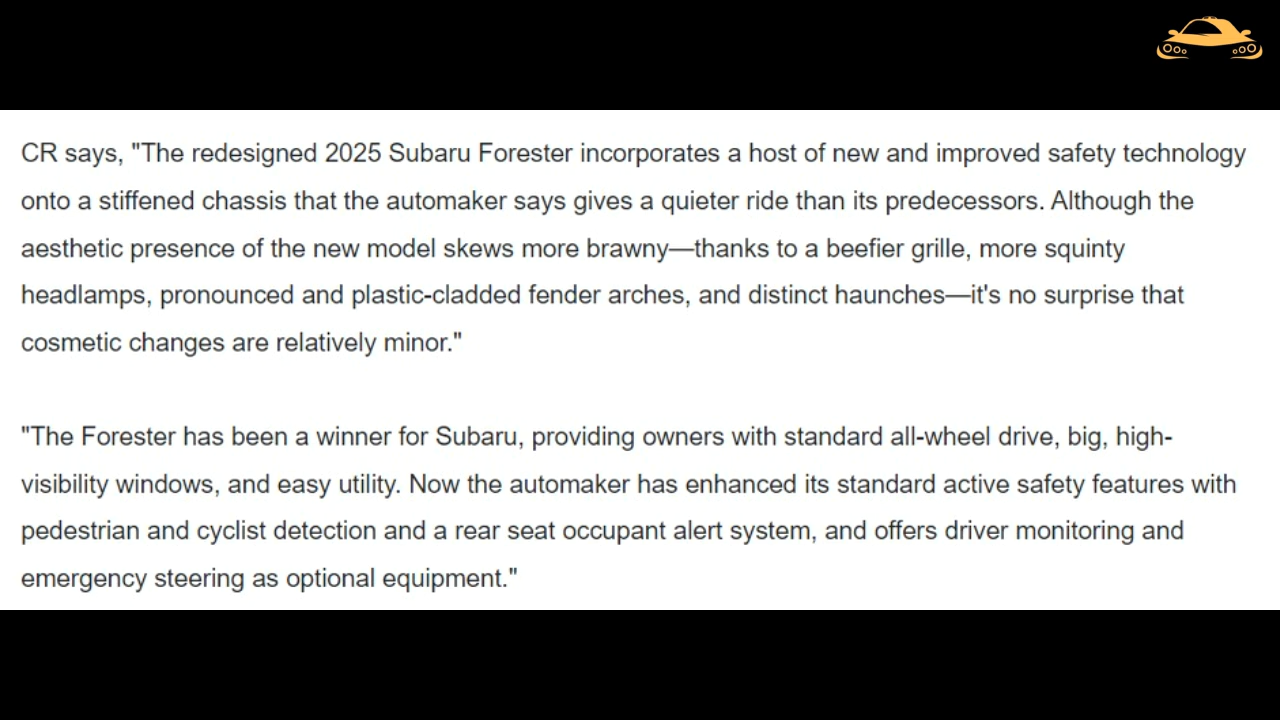 CR says, "The redesigned 2025 Subaru Forester incorporates a host of new and improved safety technology
onto a stiffened chassis that the automaker says gives a quieter ride than its predecessors. Although the
aesthetic presence of the new model skews more brawny—thanks to a beefier grille, more squinty
headlamps, pronounced and plastic-cladded fender arches, and distinct haunches—it's no surprise that
cosmetic changes are relatively minor."
"The Forester has been a winner for Subaru, providing owners with standard all-wheel drive, big, high-
visibility windows, and easy utility. Now the automaker has enhanced its standard active safety features with
pedestrian and cyclist detection and a rear seat occupant alert system, and offers driver monitoring and
emergency steering as optional equipment."